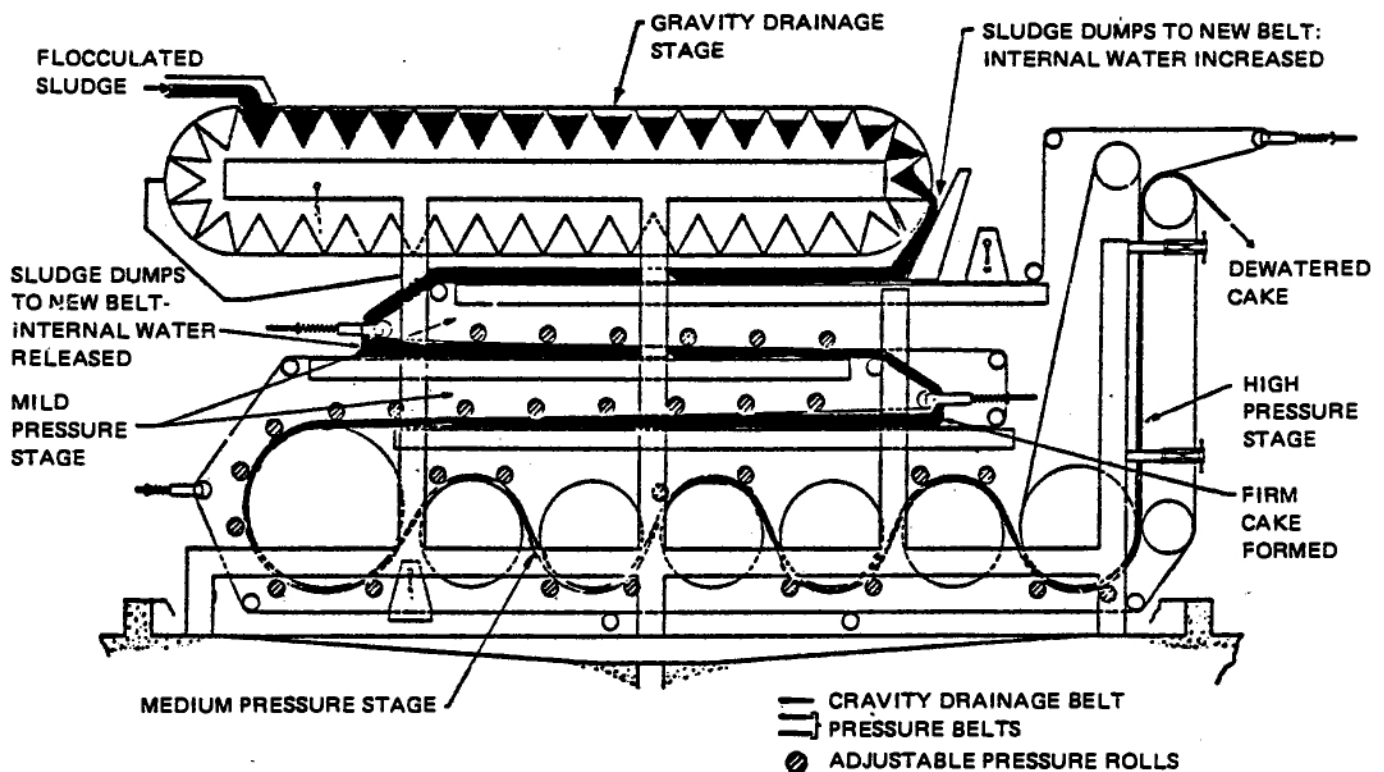 GRAVITY DRAINAGE
STAGE
SLUDGE DUMPS TO NEW BELT:
INTERNAL WATER INCREASED
FLOCCULATED
SLUDGE
SLUDGE DUMPS
TO NEW BELT-
INTERNAL WATER
RELEASED
DEWATERED
CAKE
MILD
PRESSURE
STAGE
HIGH
PRESSURE
STAGE
FIRM
CAKE
FORMED
MEDIUM PRESSURE STAGE
CRAVITY DRAINAGE BELT
PRESSURE BELTS
ADJUSTABLE PRESSURE ROLLS